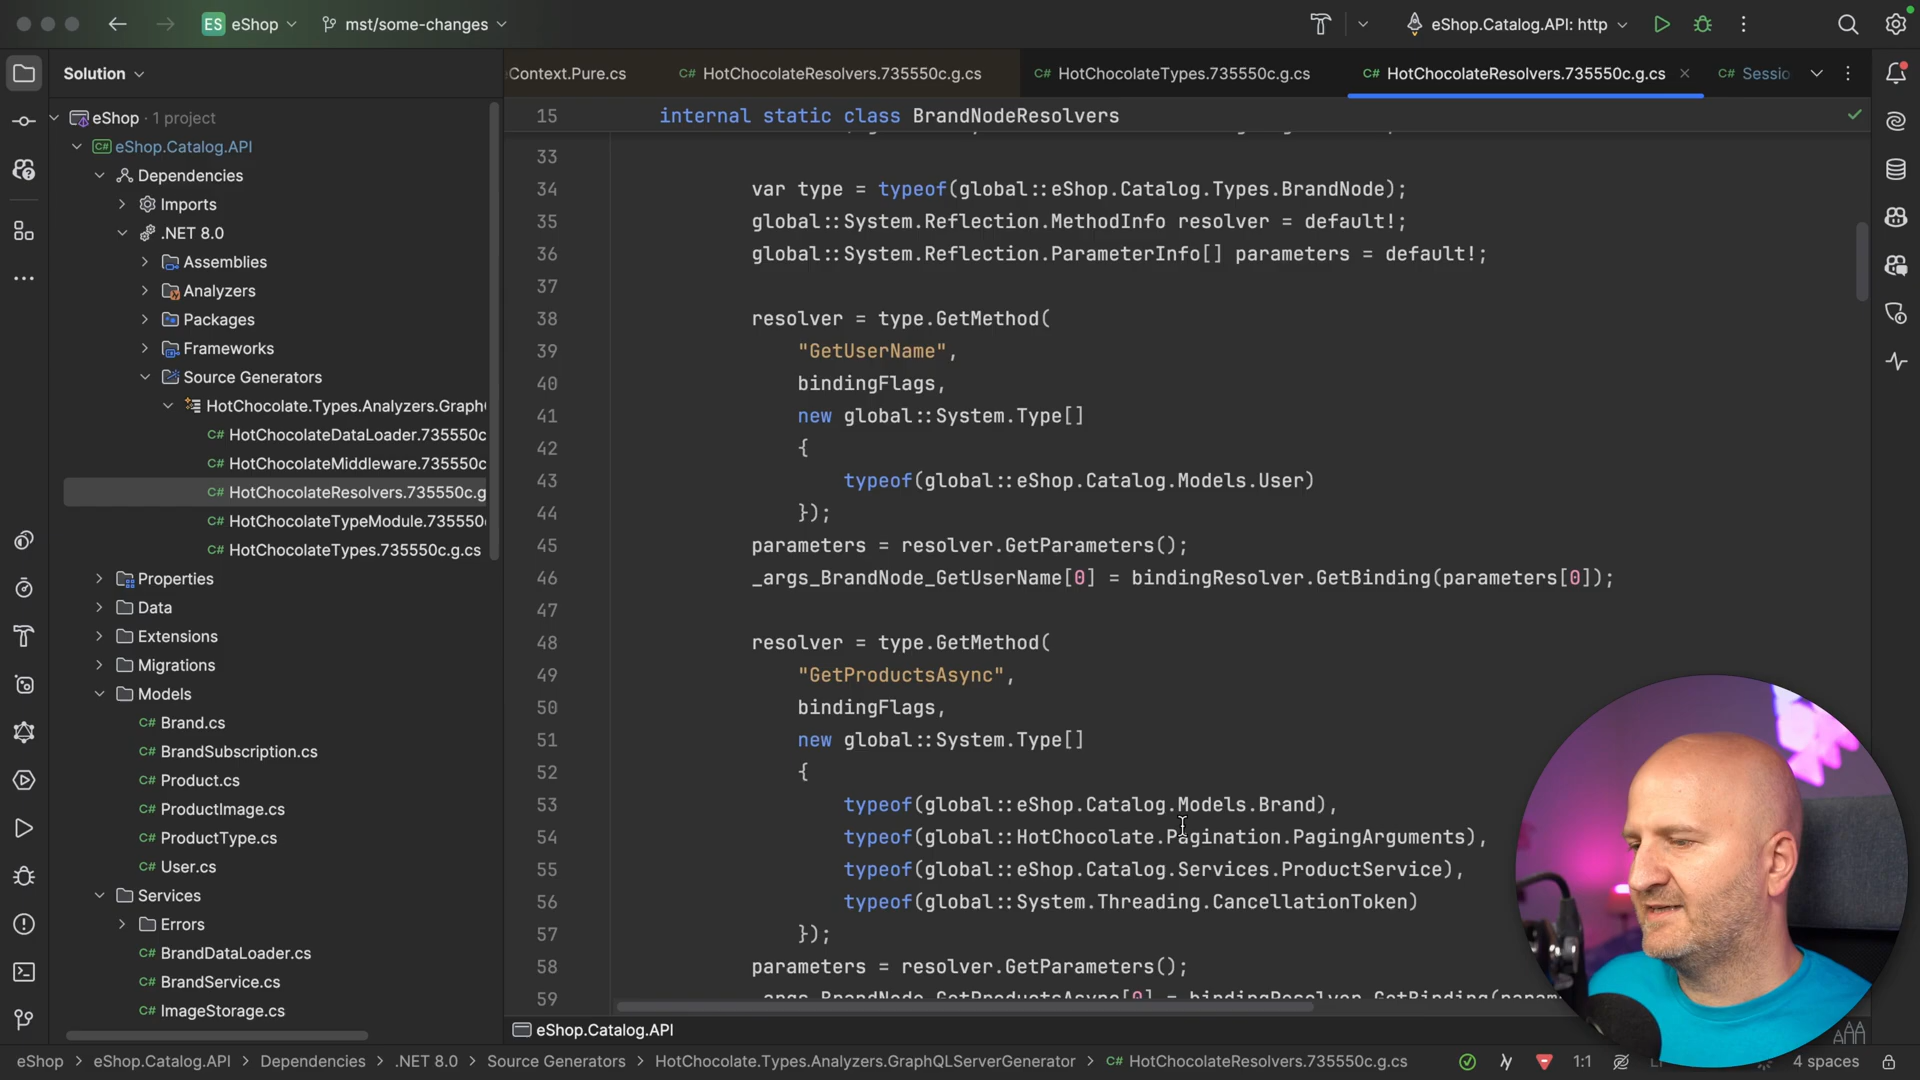 ES eShop
mst/some-changes
eShop.Catalog.API: http
Solution
Context.Pure.cs
C# HotChocolateResolvers.735550c.g.cs
C# HotChocolateTypes.735550c.g.cs
C# HotChocolateResolvers.735550c.g.cs
C# Sessio
eShop · 1 project
C# eShop.Catalog.API
Dependencies
Imports
.NET 8.0
Assemblies
Analyzers
Packages
Frameworks
Source Generators
HotChocolate.Types.Analyzers.Graph
C# HotChocolateDataLoader.735550c
C# HotChocolateMiddleware.735550c
C# HotChocolateResolvers.735550c.g
C# HotChocolateTypeModule.735550
C# HotChocolateTypes.735550c.g.cs
Properties
Data
Extensions
Migrations
Models
C# Brand.cs
C# BrandSubscription.cs
C# Product.cs
C# ProductImage.cs
C# ProductType.cs
C# User.cs
Services
Errors
C# BrandDataLoader.cs
C# BrandService.cs
C# ImageStorage.cs
15 internal static class BrandNodeResolvers
33
34 var type = typeof(global::eShop.Catalog.Types.BrandNode);
35 global::System.Reflection.MethodInfo resolver = default!;
36 global::System.Reflection.ParameterInfo[] parameters = default!;
37
38 resolver = type.GetMethod(
39 "GetUserName",
40 bindingFlags,
41 new global::System.Type[]
42 {
43 typeof(global::eShop.Catalog.Models.User)
44 });
45 parameters = resolver.GetParameters();
46 _args_BrandNode_GetUserName[0] = bindingResolver.GetBinding(parameters[0]);
47
48 resolver = type.GetMethod(
49 "GetProductsAsync",
50 bindingFlags,
51 new global::System.Type[]
52 {
53 typeof(global::eShop.Catalog.Models.Brand),
54 typeof(global::HotChocolate.Pagination.PagingArguments),
55 typeof(global::eShop.Catalog.Services.ProductService),
56 typeof(global::System.Threading.CancellationToken)
57 });
58 parameters = resolver.GetParameters();
59 _args_BrandNode_GetProductsAsync[0] = bindingResolver.GetBinding(param
eShop.Catalog.API
eShop > eShop.Catalog.API > Dependencies > .NET 8.0 > Source Generators > HotChocolate.Types.Analyzers.GraphQLServerGenerator > C# HotChocolateResolvers.735550c.g.cs
1:1
4 spaces